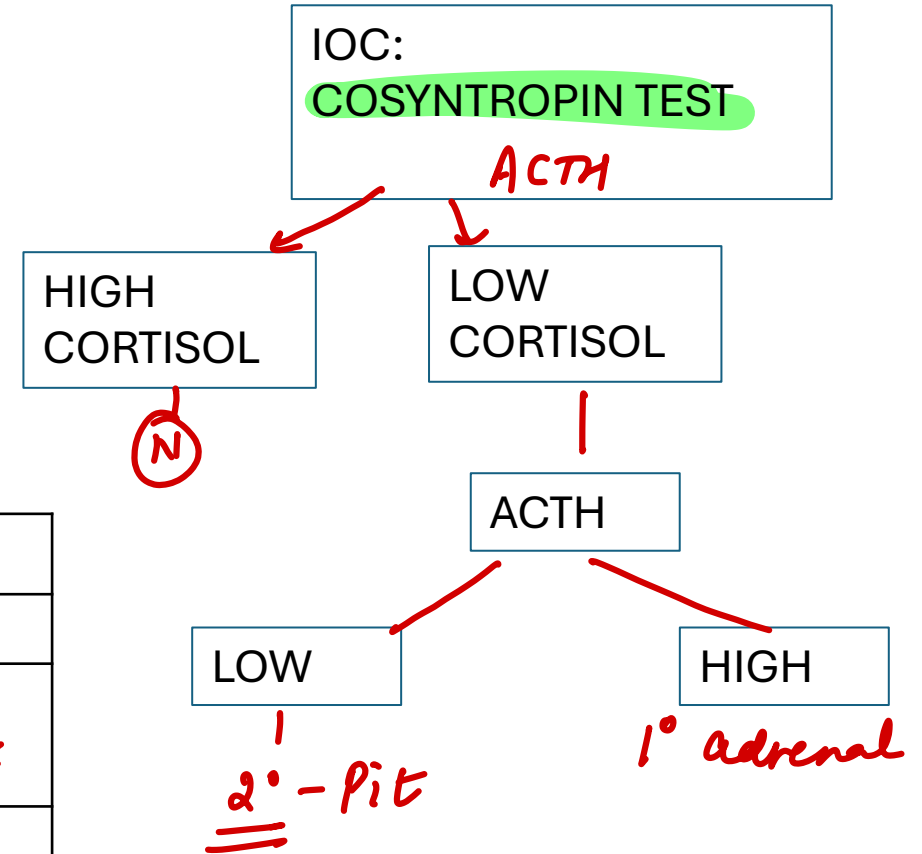 IOC:
COSYNTROPIN TEST
ACTH
HIGH
CORTISOL
LOW
CORTISOL
N
ACTH
LOW
HIGH
2° - Pit
1° adrenal